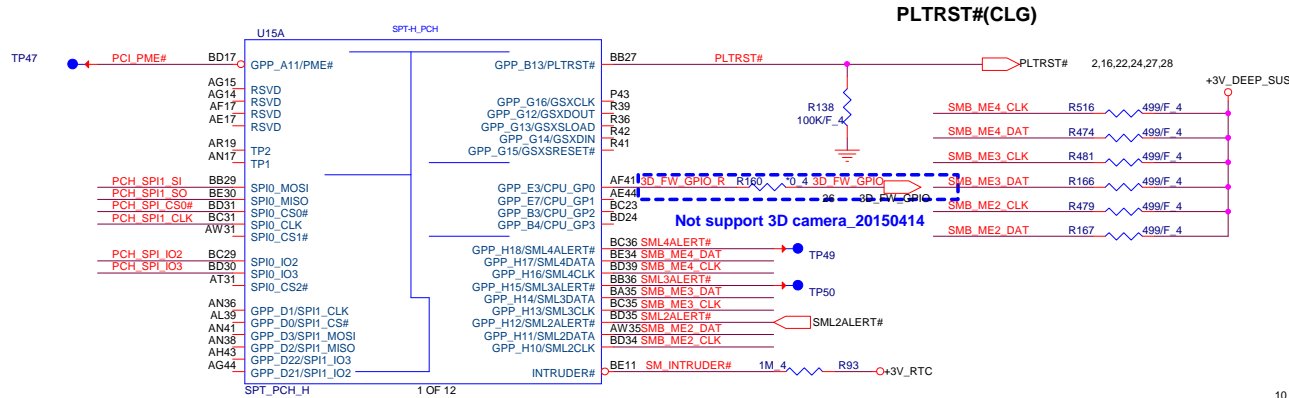 PLTRST#(CLG)
U15A
SPT-H_PCH
TP47
PCI_PME#
BD17
GPP_A11/PME#
GPP_B13/PLTRST#
BB27
PLTRST#
PLTRST#
2,16,22,24,27,28
+3V_DEEP_SUS
AG15
RSVD
AG14
RSVD
AF17
RSVD
AE17
RSVD
AR19
TP2
AN17
TP1
GPP_G16/GSXCLK
P43
GPP_G12/GSXDOUT
R39
GPP_G13/GSXSLOAD
R36
GPP_G14/GSXDIN
R42
GPP_G15/GSXSRESET#
R41
R138
100K/F_4
SMB_ME4_CLK R516 499/F_4
SMB_ME4_DAT R474 499/F_4
SMB_ME3_CLK R481 499/F_4
SMB_ME3_DAT R166 499/F_4
SMB_ME2_CLK R479 499/F_4
SMB_ME2_DAT R167 499/F_4
PCH_SPI1_SI BB29 SPI0_MOSI
PCH_SPI1_SO BE30 SPI0_MISO
PCH_SPI_CS0# BD31 SPI0_CS0#
PCH_SPI1_CLK BC31 SPI0_CLK
AW31 SPI0_CS1#
PCH_SPI_IO2 BC29 SPI0_IO2
PCH_SPI_IO3 BD30 SPI0_IO3
AT31 SPI0_CS2#
GPP_E3/CPU_GP0 AF41 3D_FW_GPIO_R R160 *0_4 3D_FW_GPIO
GPP_E7/CPU_GP1 AE44 26 3D_FW_GPIO
GPP_B3/CPU_GP2 BC23
GPP_B4/CPU_GP3 BD24
Not support 3D camera_20150414
GPP_H18/SML4ALERT# BC36 SML4ALERT# TP49
GPP_H17/SML4DATA BE34 SMB_ME4_DAT
GPP_H16/SML4CLK BD39 SMB_ME4_CLK
GPP_H15/SML3ALERT# BB36 SML3ALERT# TP50
GPP_H14/SML3DATA BA35 SMB_ME3_DAT
GPP_H13/SML3CLK BC35 SMB_ME3_CLK
GPP_H12/SML2ALERT# BD35 SML2ALERT# SML2ALERT#
GPP_H11/SML2DATA AW35 SMB_ME2_DAT
GPP_H10/SML2CLK BD34 SMB_ME2_CLK
AN36 GPP_D1/SPI1_CLK
AL39 GPP_D0/SPI1_CS#
AN41 GPP_D3/SPI1_MOSI
AN38 GPP_D2/SPI1_MISO
AH43 GPP_D22/SPI1_IO3
AG44 GPP_D21/SPI1_IO2
INTRUDER# BE11 SM_INTRUDER# 1M_4 R93 +3V_RTC
SPT_PCH_H
1 OF 12
10